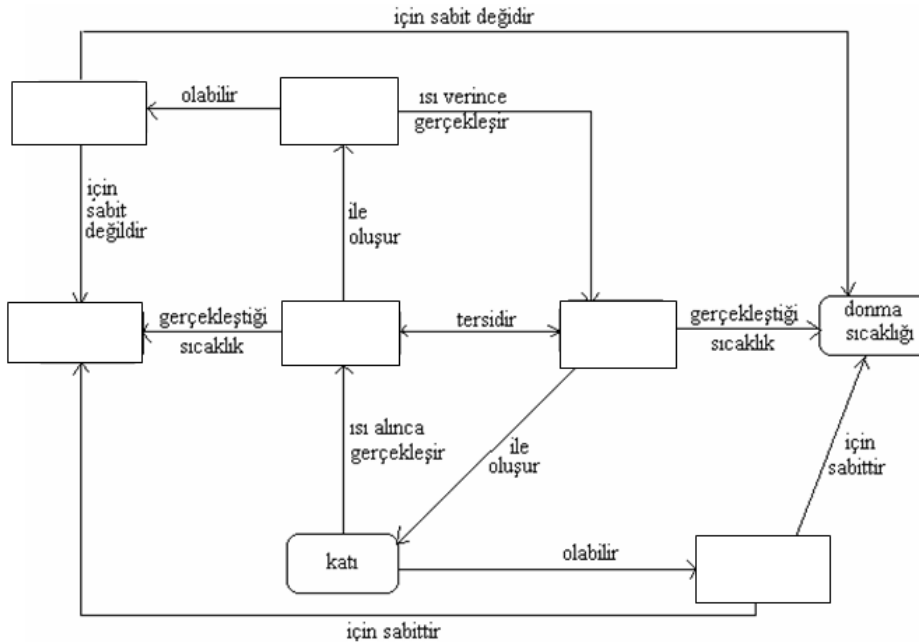 için sabit değidir
olabilir
ısı verince
gerçekleşir
için
sabit
değildir
ile
oluşur
gerçekleştiği
sıcaklık
tersidir
gerçekleştiği
sıcaklık
donma
sıcaklığı
ısı alınca
gerçekleşir
ile
oluşur
için
sabittir
katı
olabilir
için sabittir